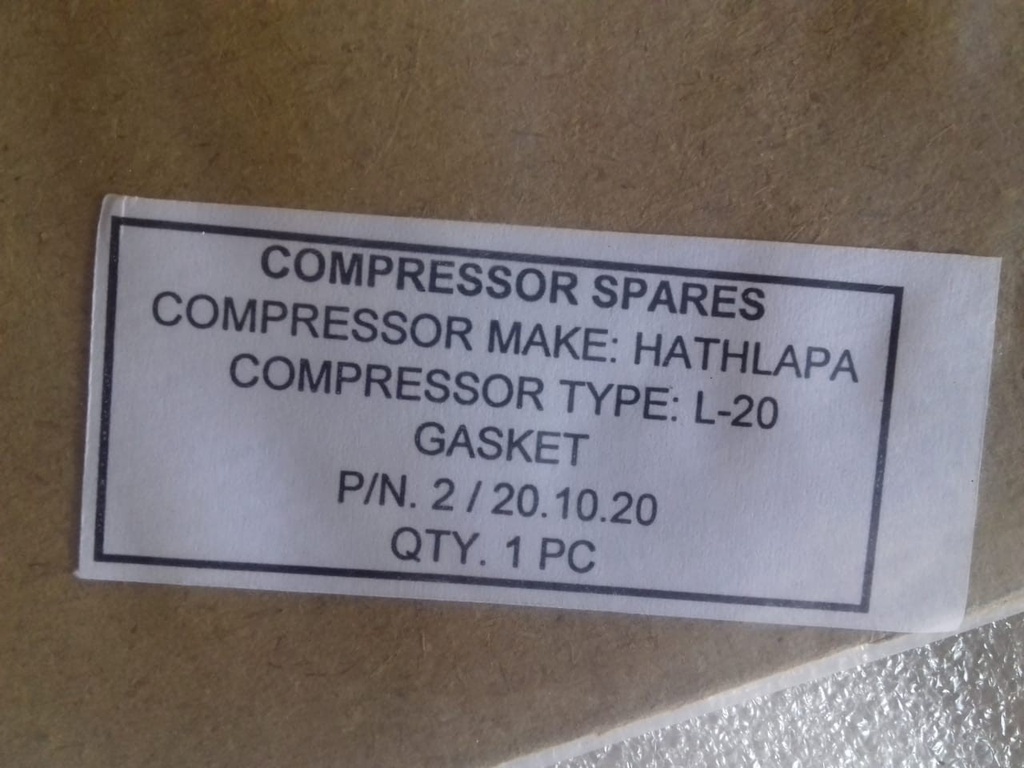 COMPRESSOR SPARES
COMPRESSOR MAKE: HATHLAPA
COMPRESSOR TYPE: L-20
GASKET
P/N. 2 / 20.10.20
QTY. 1 PC